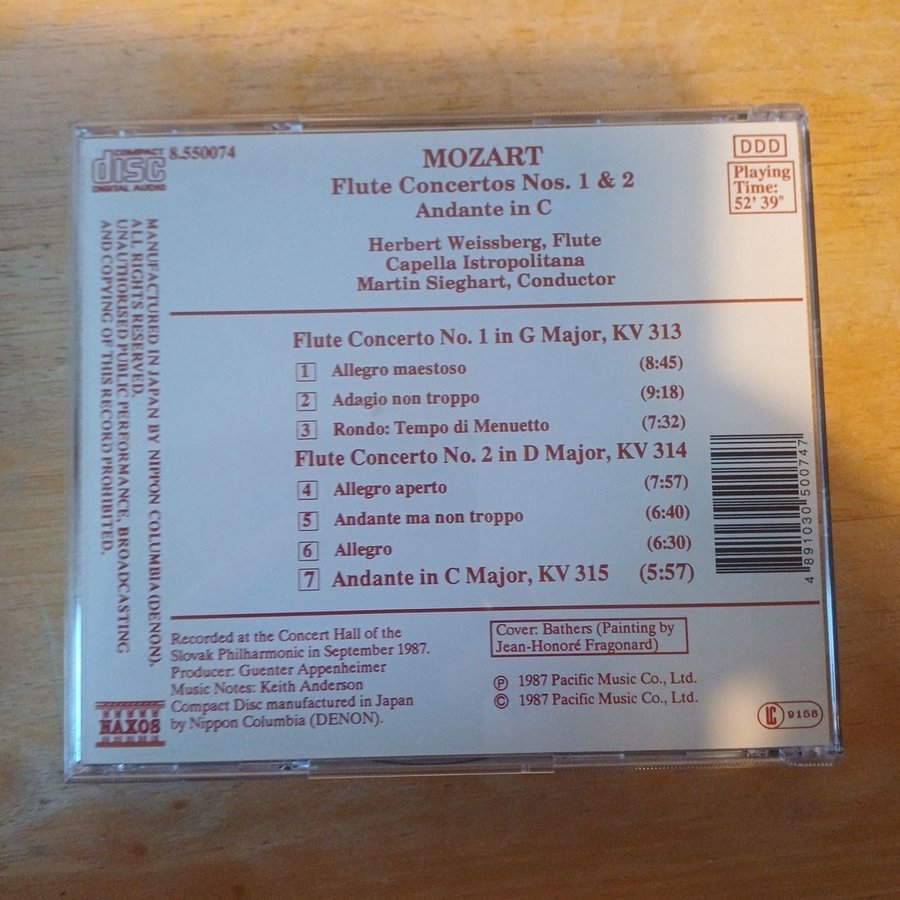 COMPACT
disc
DIGITAL AUDIO
8.550074
MOZART
Flute Concertos Nos. 1 & 2
Andante in C
Herbert Weissberg, Flute
Capella Istropolitana
Martin Sieghart, Conductor
DDD
Playing
Time:
52' 39"
MANUFACTURED IN JAPAN BY NIPPON COLUMBIA (DENON).
ALL RIGHTS RESERVED.
UNAUTHORISED PUBLIC PERFORMANCE, BROADCASTING
AND COPYING OF THIS RECORD PROHIBITED.
Flute Concerto No. 1 in G Major, KV 313
1 Allegro maestoso (8:45)
2 Adagio non troppo (9:18)
3 Rondo: Tempo di Menuetto (7:32)
Flute Concerto No. 2 in D Major, KV 314
4 Allegro aperto (7:57)
5 Andante ma non troppo (6:40)
6 Allegro (6:30)
7 Andante in C Major, KV 315 (5:57)
4 891030 500747
Recorded at the Concert Hall of the
Slovak Philharmonic in September 1987.
Producer: Guenter Appenheimer
Music Notes: Keith Anderson
Compact Disc manufactured in Japan
by Nippon Columbia (DENON).
Cover: Bathers (Painting by
Jean-Honoré Fragonard)
℗ 1987 Pacific Music Co., Ltd.
© 1987 Pacific Music Co., Ltd.
NAXOS
LC 9158